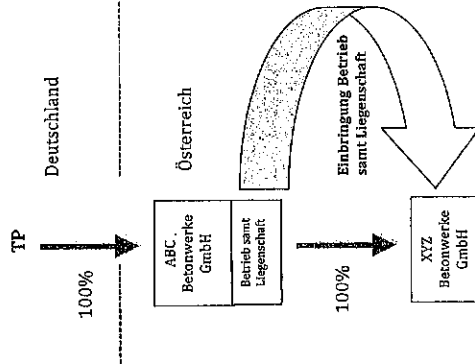 TP
Deutschland
100%
Österreich
ABC.
Betonwerke
GmbH
Betrieb samt
Liegenschaft
Einbringung Betrieb
samt Liegenschaft
100%
XYZ
Betonwerke
GmbH